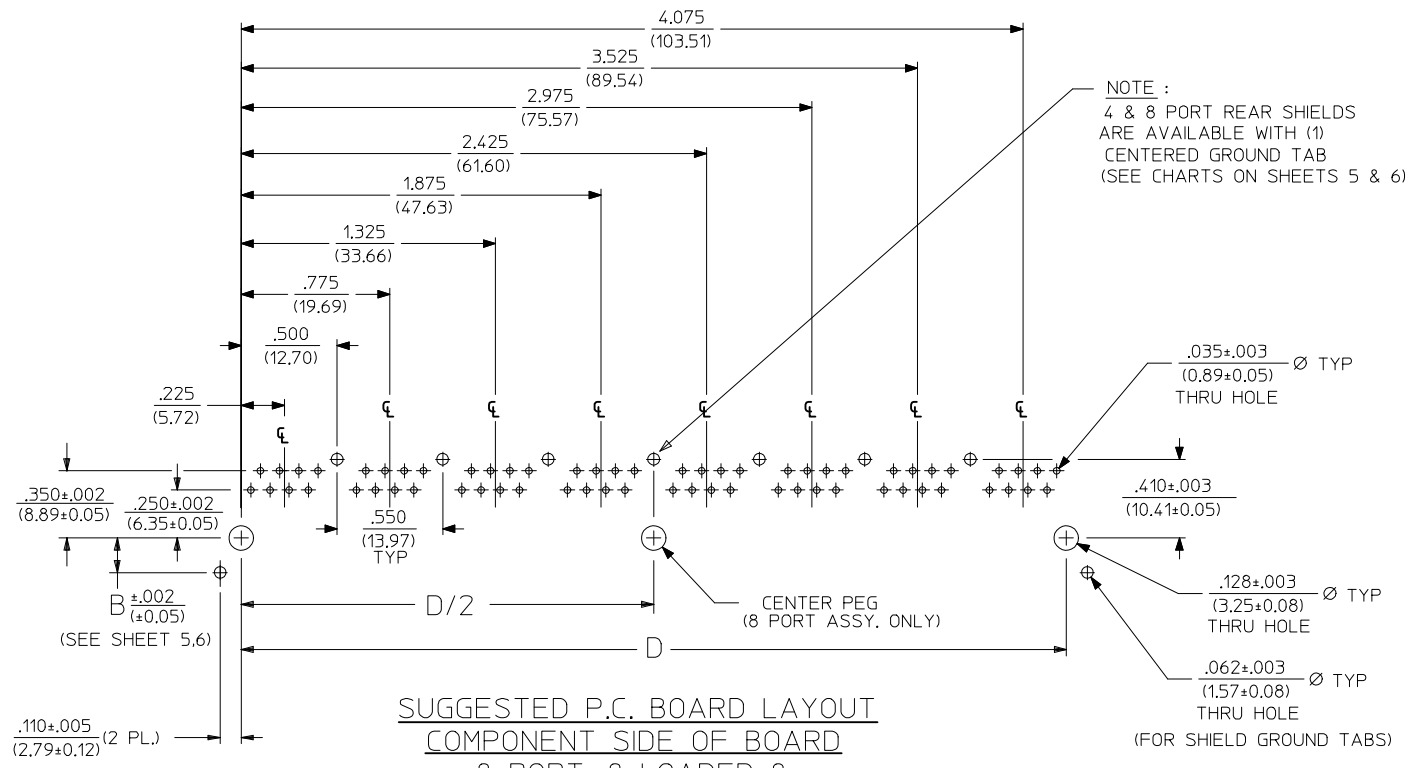 4.075
(103.51)
3.525
(89.54)
2.975
(75.57)
2.425
(61.60)
1.875
(47.63)
1.325
(33.66)
.775
(19.69)
.500
(12.70)
.225
(5.72)
NOTE :
4 & 8 PORT REAR SHIELDS
ARE AVAILABLE WITH (1)
CENTERED GROUND TAB
(SEE CHARTS ON SHEETS 5 & 6)
.035±.003 Ø TYP
(0.89±0.05)
THRU HOLE
℄ ℄ ℄ ℄ ℄ ℄ ℄ ℄
.350±.002
(8.89±0.05)
.250±.002
(6.35±0.05)
.550
(13.97)
TYP
.410±.003
(10.41±0.05)
B ±.002
(±0.05)
(SEE SHEET 5,6)
D/2
CENTER PEG
(8 PORT ASSY. ONLY)
.128±.003 Ø TYP
(3.25±0.08)
THRU HOLE
D
.062±.003 Ø TYP
(1.57±0.08)
THRU HOLE
(FOR SHIELD GROUND TABS)
.110±.005 (2 PL.)
(2.79±0.12)
SUGGESTED P.C. BOARD LAYOUT
COMPONENT SIDE OF BOARD